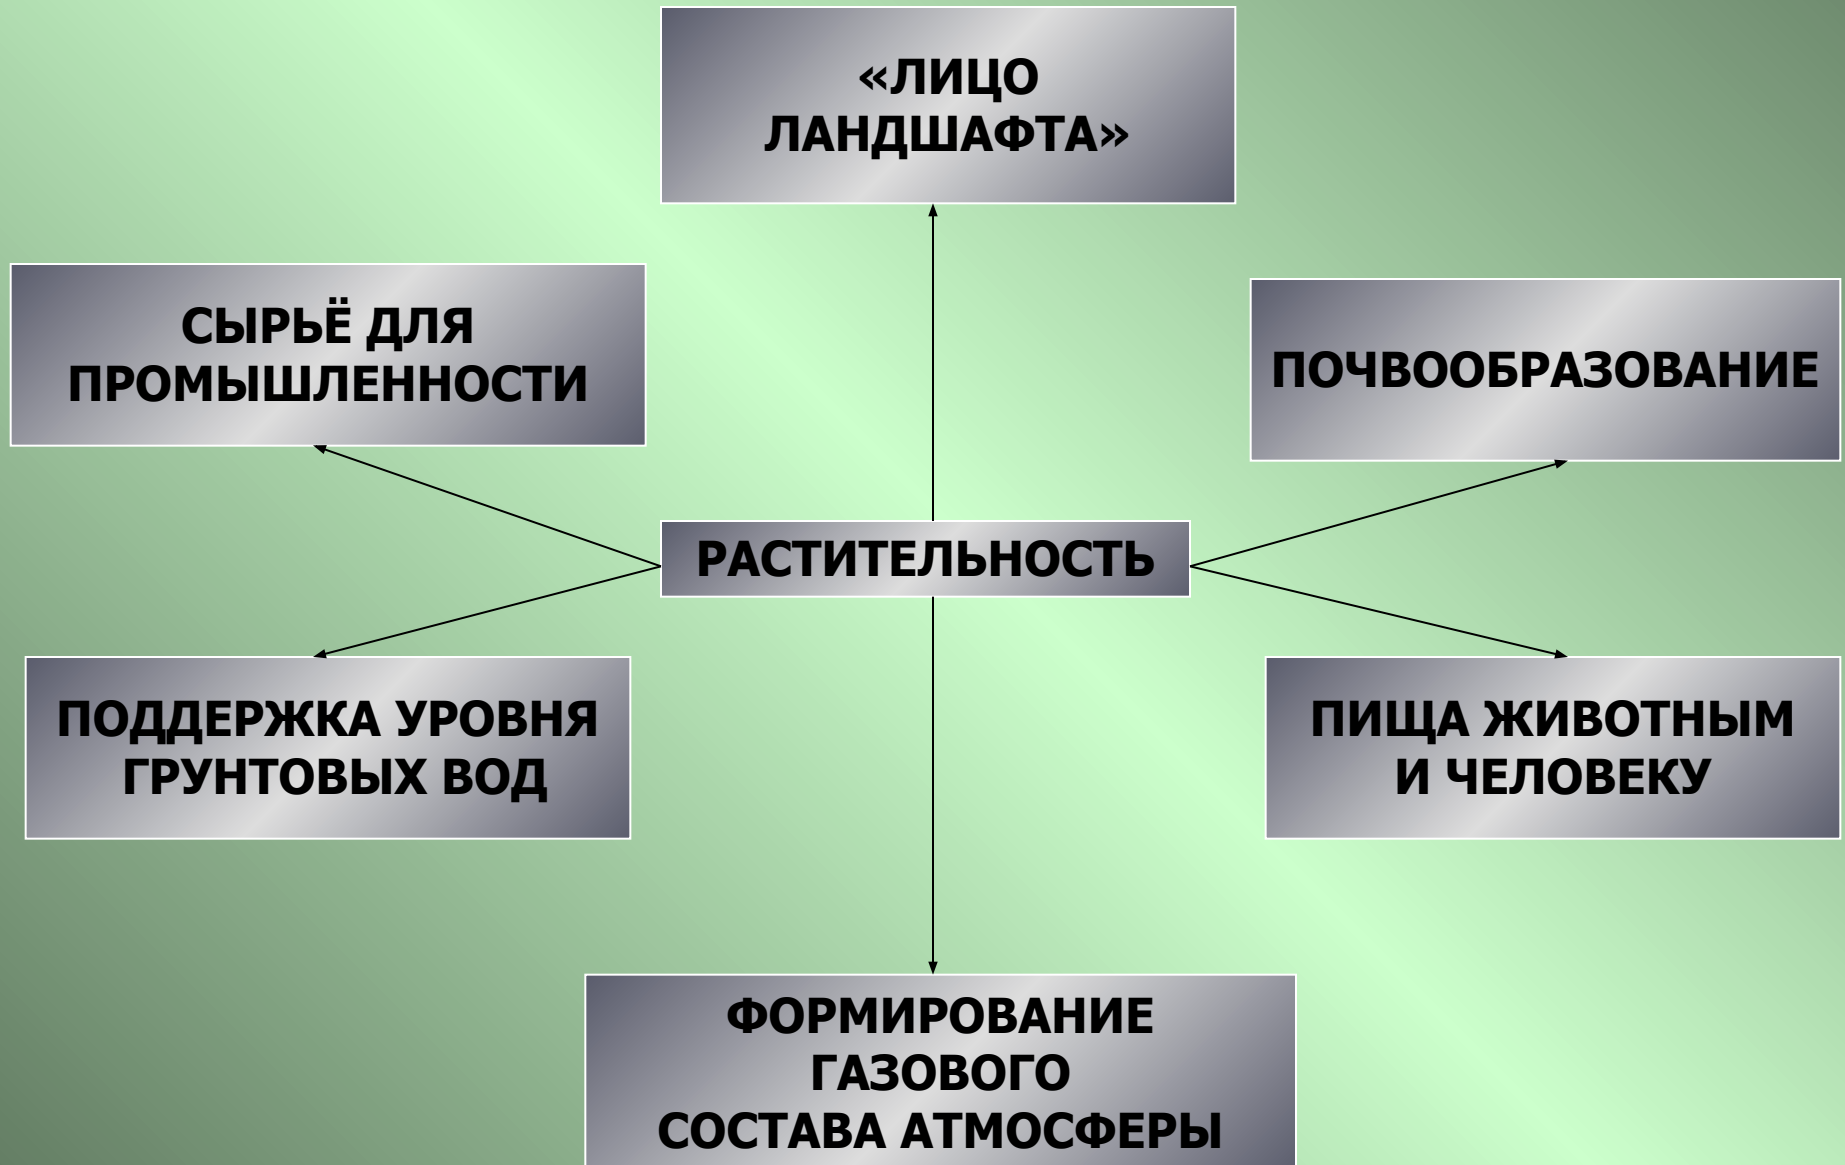 «ЛИЦО
ЛАНДШАФТА»
СЫРЬЁ ДЛЯ
ПРОМЫШЛЕННОСТИ
ПОЧВООБРАЗОВАНИЕ
РАСТИТЕЛЬНОСТЬ
ПОДДЕРЖКА УРОВНЯ
ГРУНТОВЫХ ВОД
ПИЩА ЖИВОТНЫМ
И ЧЕЛОВЕКУ
ФОРМИРОВАНИЕ
ГАЗОВОГО
СОСТАВА АТМОСФЕРЫ